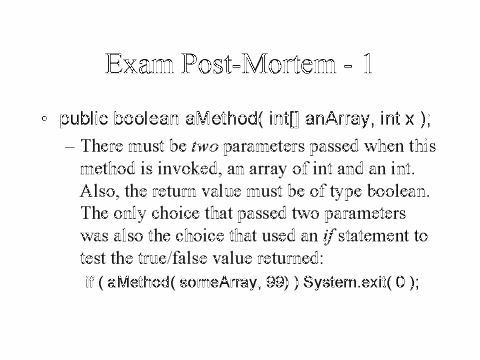 Exam Post-Mortem - 1
• public boolean aMethod( int[] anArray, int x );
– There must be two parameters passed when this
method is invoked, an array of int and an int.
Also, the return value must be of type boolean.
The only choice that passed two parameters
was also the choice that used an if statement to
test the true/false value returned:
if ( aMethod( someArray, 99) ) System.exit( 0 );